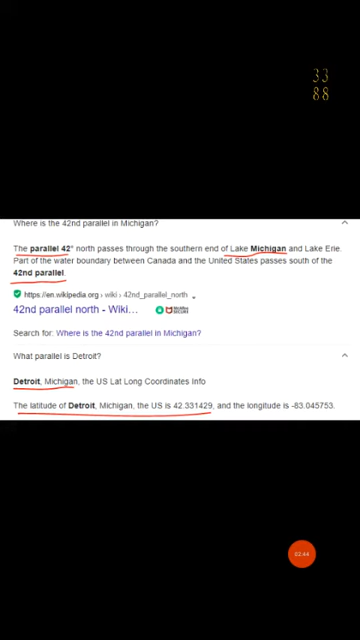 33
88
Where is the 42nd parallel in Michigan?
The parallel 42° north passes through the southern end of Lake Michigan and Lake Erie.
Part of the water boundary between Canada and the United States passes south of the
42nd parallel.
https://en.wikipedia.org › wiki › 42nd_parallel_north
42nd parallel north - Wiki...
Search for: Where is the 42nd parallel in Michigan?
What parallel is Detroit?
Detroit, Michigan, the US Lat Long Coordinates Info
The latitude of Detroit, Michigan, the US is 42.331429, and the longitude is -83.045753.
02:44